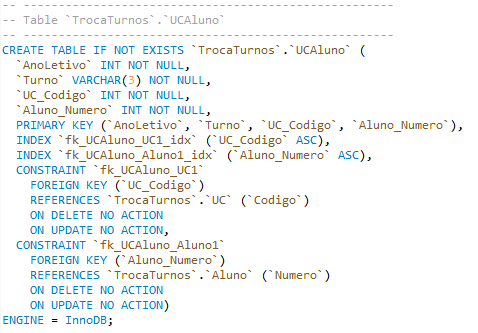 -- -----------------------------------------------------
-- Table `TrocaTurnos`.`UCAluno`
-- -----------------------------------------------------
CREATE TABLE IF NOT EXISTS `TrocaTurnos`.`UCAluno` (
  `AnoLetivo` INT NOT NULL,
  `Turno` VARCHAR(3) NOT NULL,
  `UC_Codigo` INT NOT NULL,
  `Aluno_Numero` INT NOT NULL,
  PRIMARY KEY (`AnoLetivo`, `Turno`, `UC_Codigo`, `Aluno_Numero`),
  INDEX `fk_UCAluno_UC1_idx` (`UC_Codigo` ASC),
  INDEX `fk_UCAluno_Aluno1_idx` (`Aluno_Numero` ASC),
  CONSTRAINT `fk_UCAluno_UC1`
    FOREIGN KEY (`UC_Codigo`)
    REFERENCES `TrocaTurnos`.`UC` (`Codigo`)
    ON DELETE NO ACTION
    ON UPDATE NO ACTION,
  CONSTRAINT `fk_UCAluno_Aluno1`
    FOREIGN KEY (`Aluno_Numero`)
    REFERENCES `TrocaTurnos`.`Aluno` (`Numero`)
    ON DELETE NO ACTION
    ON UPDATE NO ACTION)
ENGINE = InnoDB;